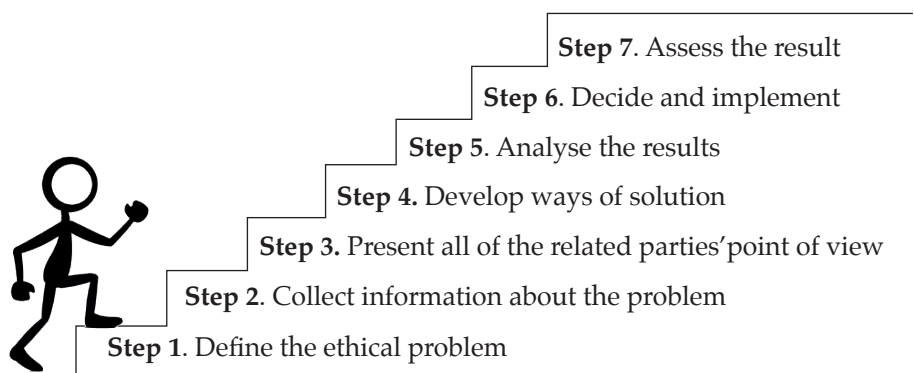 Step 7. Assess the result
Step 6. Decide and implement
Step 5. Analyse the results
Step 4. Develop ways of solution
Step 3. Present all of the related parties'point of view
Step 2. Collect information about the problem
Step 1. Define the ethical problem